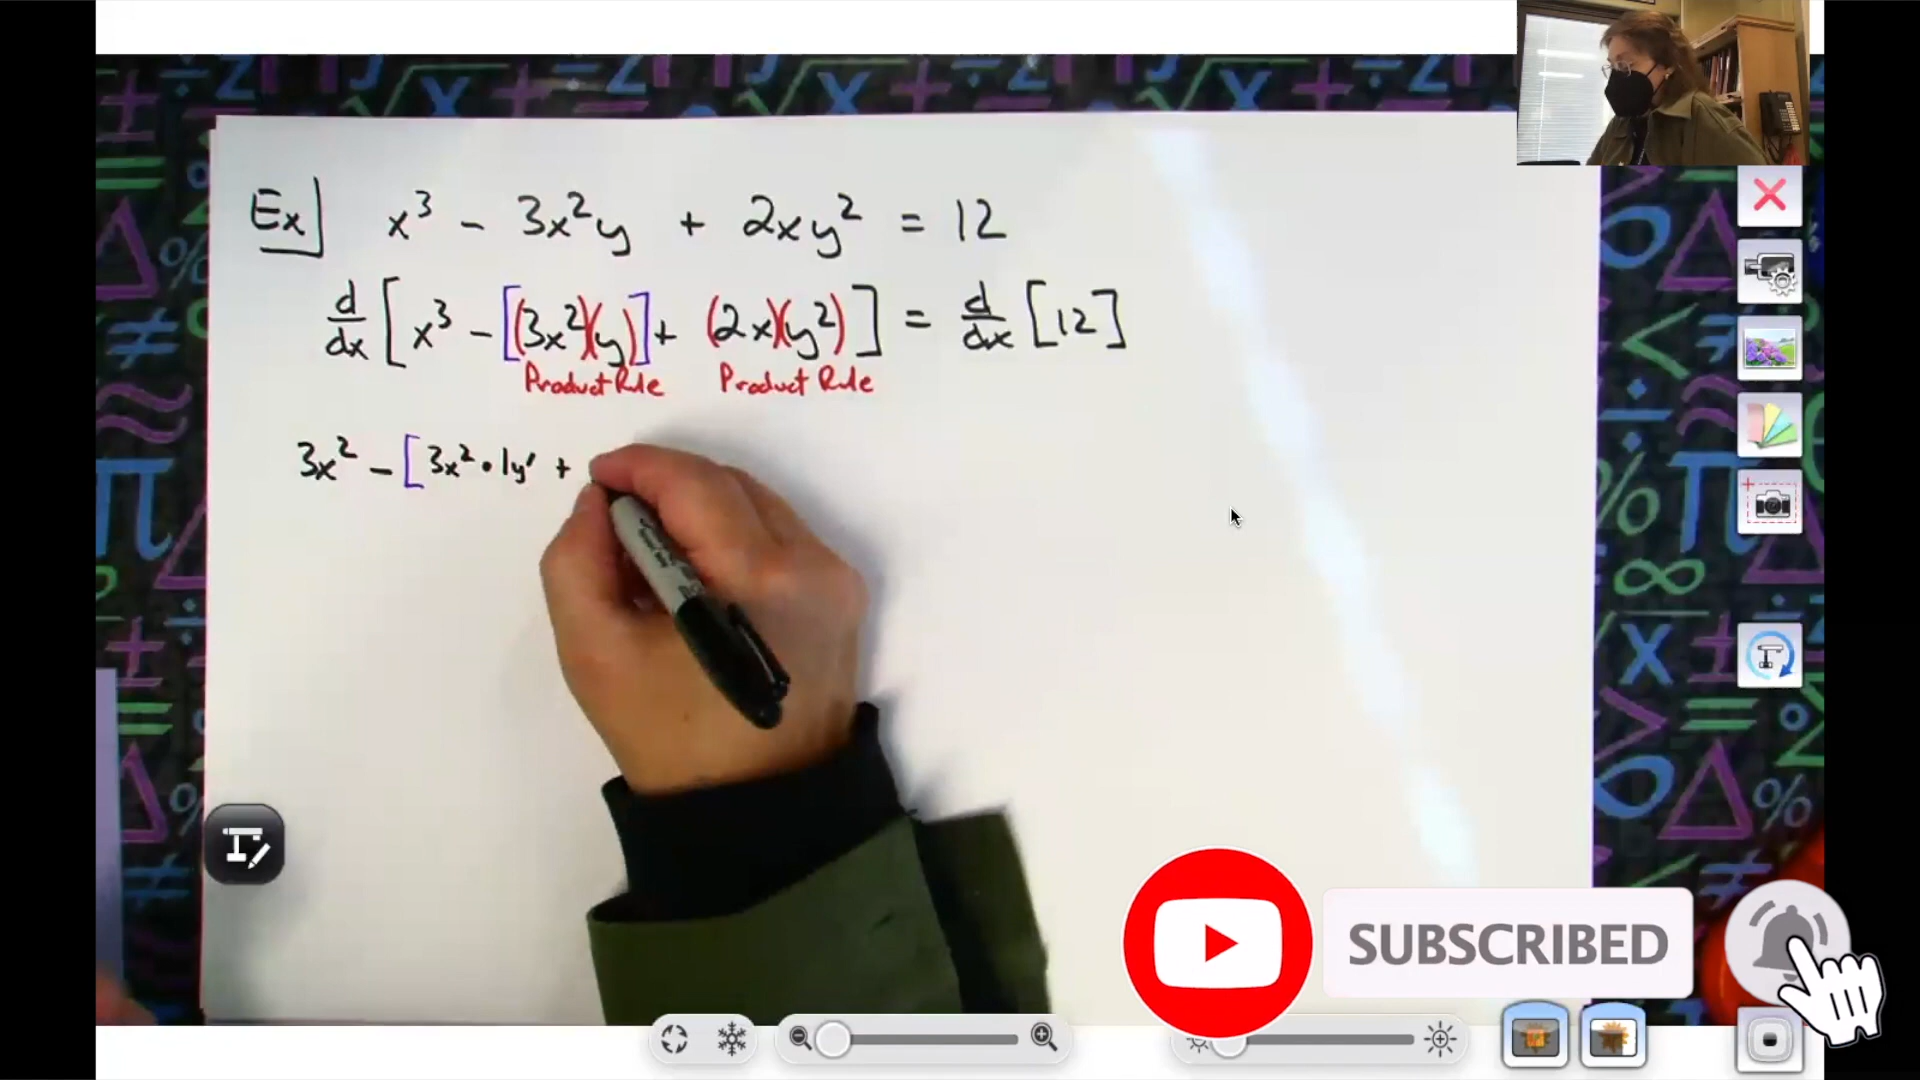 Ex] x³ - 3x²y + 2xy² = 12
d/dx [x³ - [(3x²)(y)] + (2x)(y²)] = d/dx [12]
Product Rule Product Rule
3x² - [3x² • 1y' +
SUBSCRIBED